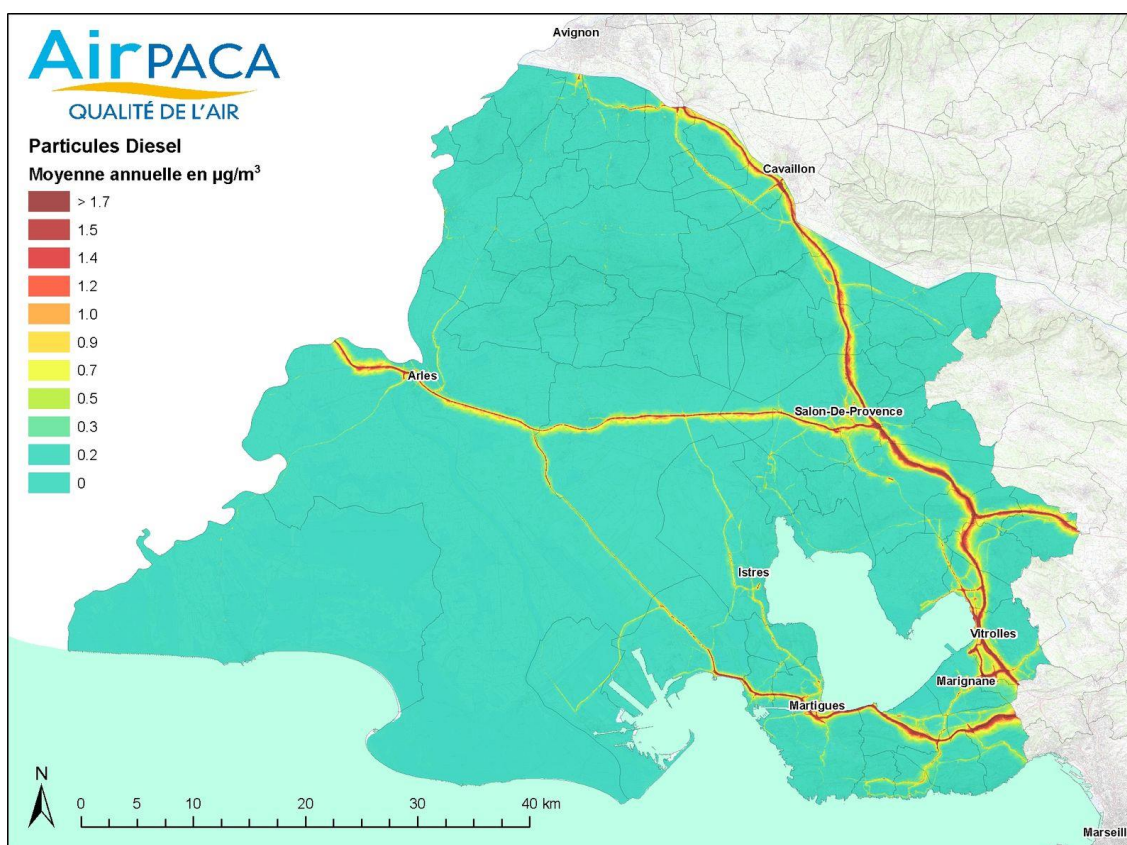 AirPACA
QUALITÉ DE L'AIR
Particules Diesel
Moyenne annuelle en µg/m³
> 1.7
1.5
1.4
1.2
1.0
0.9
0.7
0.5
0.3
0.2
0
Avignon
Cavaillon
Arles
Salon-De-Provence
Istres
Vitrolles
Marignane
Martigues
Marseill
N
0 5 10 20 30 40 km